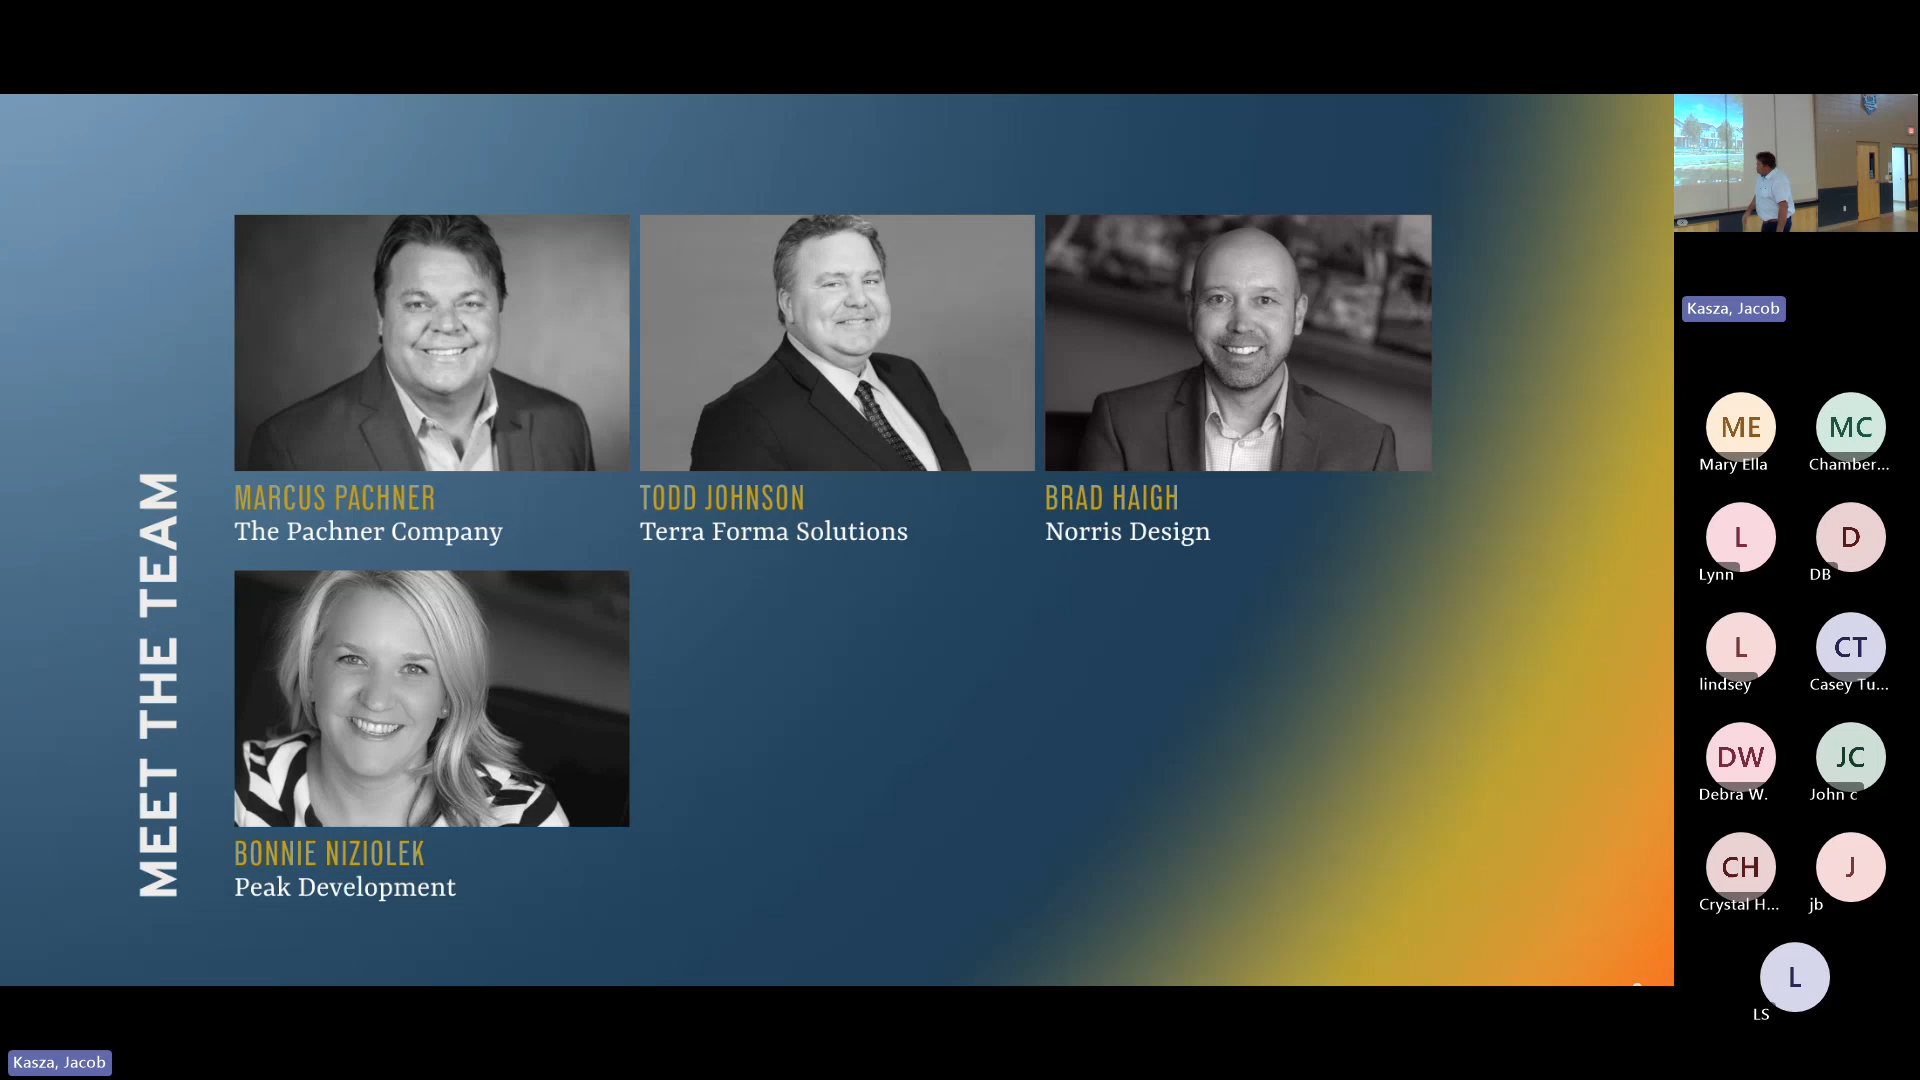 MEET THE TEAM
MARCUS PACHNER
The Pachner Company
TODD JOHNSON
Terra Forma Solutions
BRAD HAIGH
Norris Design
BONNIE NIZIOLEK
Peak Development
Kasza, Jacob
ME
Mary Ella
MC
Chamber...
L
Lynn
D
DB
L
lindsey
CT
Casey Tu...
DW
Debra W.
JC
John c
CH
Crystal H...
J
jb
L
LS
Kasza, Jacob